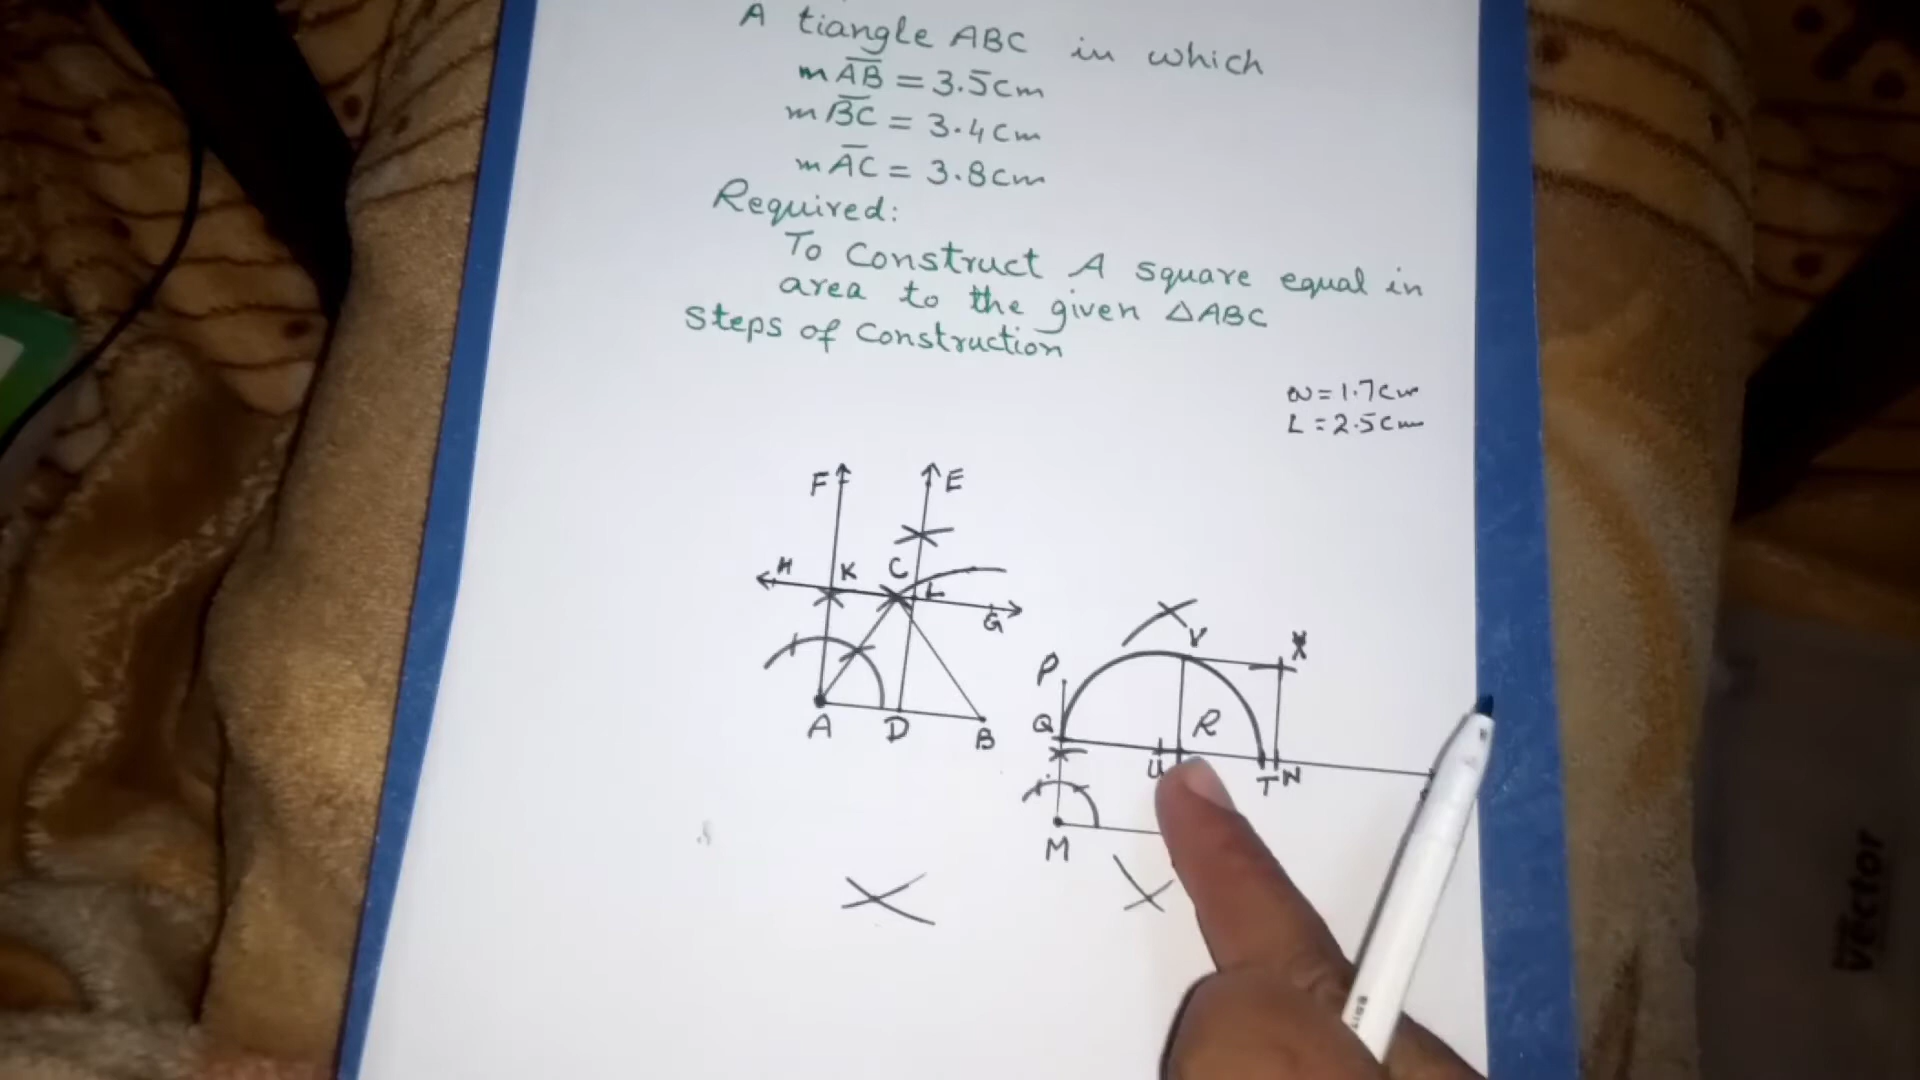 A tiangle ABC in which
mAB = 3.5cm
mBC = 3.4cm
mAC = 3.8cm
Required:
To Construct A square equal in
area to the given △ABC
Steps of Construction
W = 1.7cm
L = 2.5cm
F E
H K C L G
A D B
P V X
Q R
U T N
M
Vector